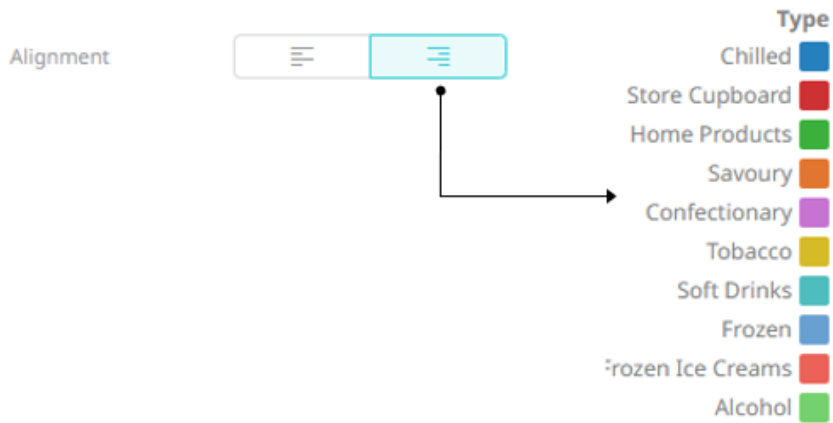 Type
Alignment
Chilled
Store Cupboard
Home Products
Savoury
Confectionary
Tobacco
Soft Drinks
Frozen
Frozen Ice Creams
Alcohol